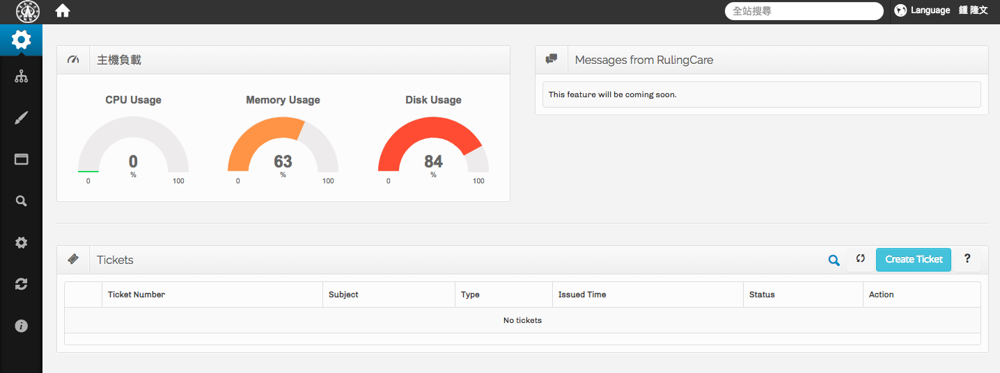 全站搜尋
Language
鍾 隆文
主機負載
Messages from RulingCare
This feature will be coming soon.
CPU Usage
Memory Usage
Disk Usage
0
%
0
100
63
%
0
100
84
%
0
100
Tickets
Create Ticket
?
Ticket Number
Subject
Type
Issued Time
Status
Action
No tickets